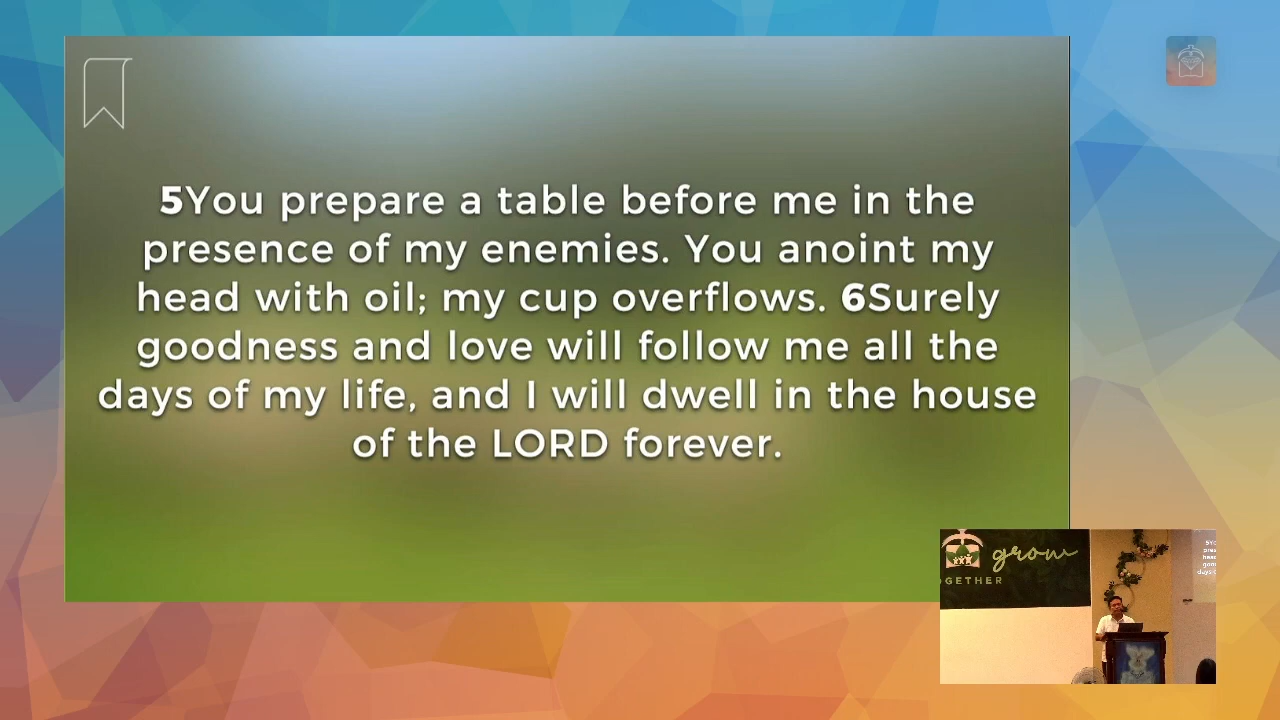 5You prepare a table before me in the
presence of my enemies. You anoint my
head with oil; my cup overflows. 6Surely
goodness and love will follow me all the
days of my life, and I will dwell in the house
of the LORD forever.
grow
OGETHER